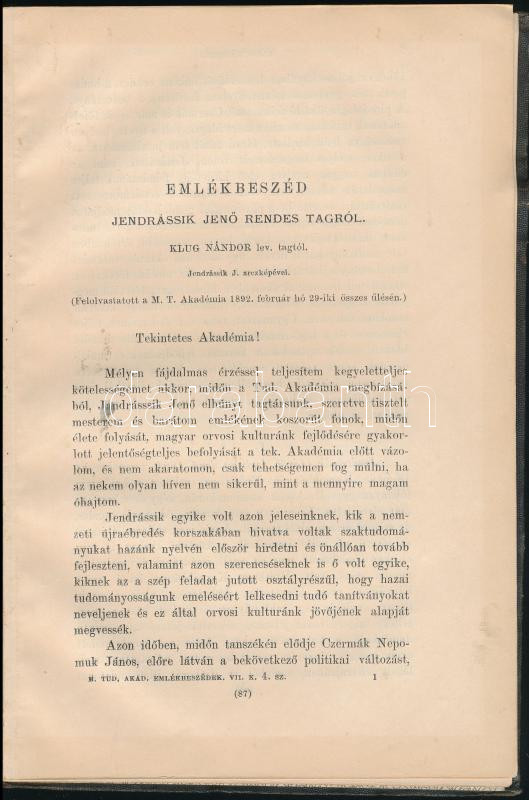 EMLÉKBESZÉD
JENDRÁSSIK JENŐ RENDES TAGRÓL.
KLUG NÁNDOR lev. tagtól.
Jendrássik J. arczképével.
(Felolvastatott a M. T. Akadémia 1892. február hó 29-iki összes ülésén.)
Tekintetes Akadémia!
Mélyen fájdalmas érzéssel teljesítem kegyeletteljes
kötelességemet akkor, midőn a Tud. Akadémia megbízásá-
ból, Jendrásssik Jenő elhúnyt tagtársunk, szeretve tisztelt
mesterem és barátom emlékének koszorút fonok, midőn
élete folyását, magyar orvosi kulturánk fejlődésére gyakor-
lott jelentőségteljes befolyását a tek. Akadémia előtt vázo-
lom, és nem akaratomon, csak tehetségemen fog múlni, ha
az nekem olyan híven nem sikerűl, mint a mennyire magam
óhajtom.
Jendrássik egyike volt azon jeleseinknek, kik a nem-
zeti újraébredés korszakában hivatva voltak szaktudomá-
nyukat hazánk nyelvén először hirdetni és önállóan tovább
fejleszteni, valamint azon szerencséseknek is ő volt egyike,
kiknek az a szép feladat jutott osztályrészűl, hogy hazai
tudományosságunk emeléseért lelkesedni tudó tanítványokat
neveljenek és ez által orvosi kulturánk jövőjének alapját
megvessék.
Azon időben, midőn tanszékén elődje Czermák Nepo-
muk János, előre látván a bekövetkező politikai változást,
M. TUD. AKAD. EMLÉKBESZÉDEK. VII. K. 4. SZ. 1
(87)
darabanth